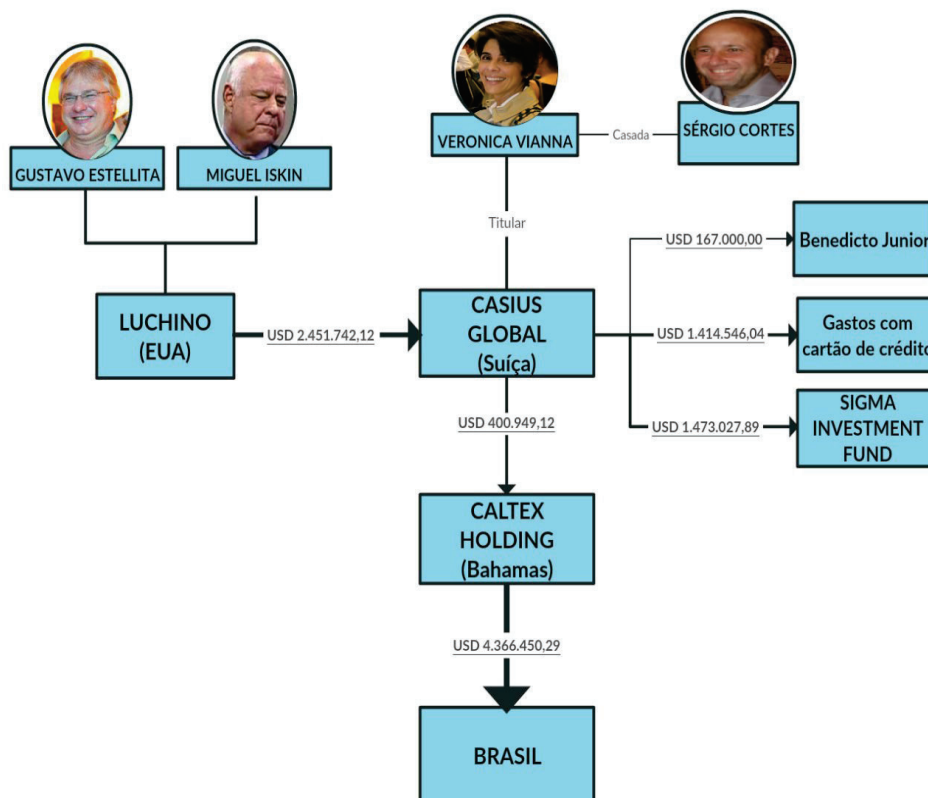 GUSTAVO ESTELLITA
MIGUEL ISKIN
VERONICA VIANNA
Casada
SÉRGIO CORTES
Titular
LUCHINO
(EUA)
USD 2.451.742,12
CASIUS
GLOBAL
(Suíça)
USD 167.000,00
Benedicto Junior
USD 1.414.546,04
Gastos com
cartão de crédito
USD 1.473.027,89
SIGMA
INVESTMENT
FUND
USD 400.949,12
CALTEX
HOLDING
(Bahamas)
USD 4.366.450,29
BRASIL